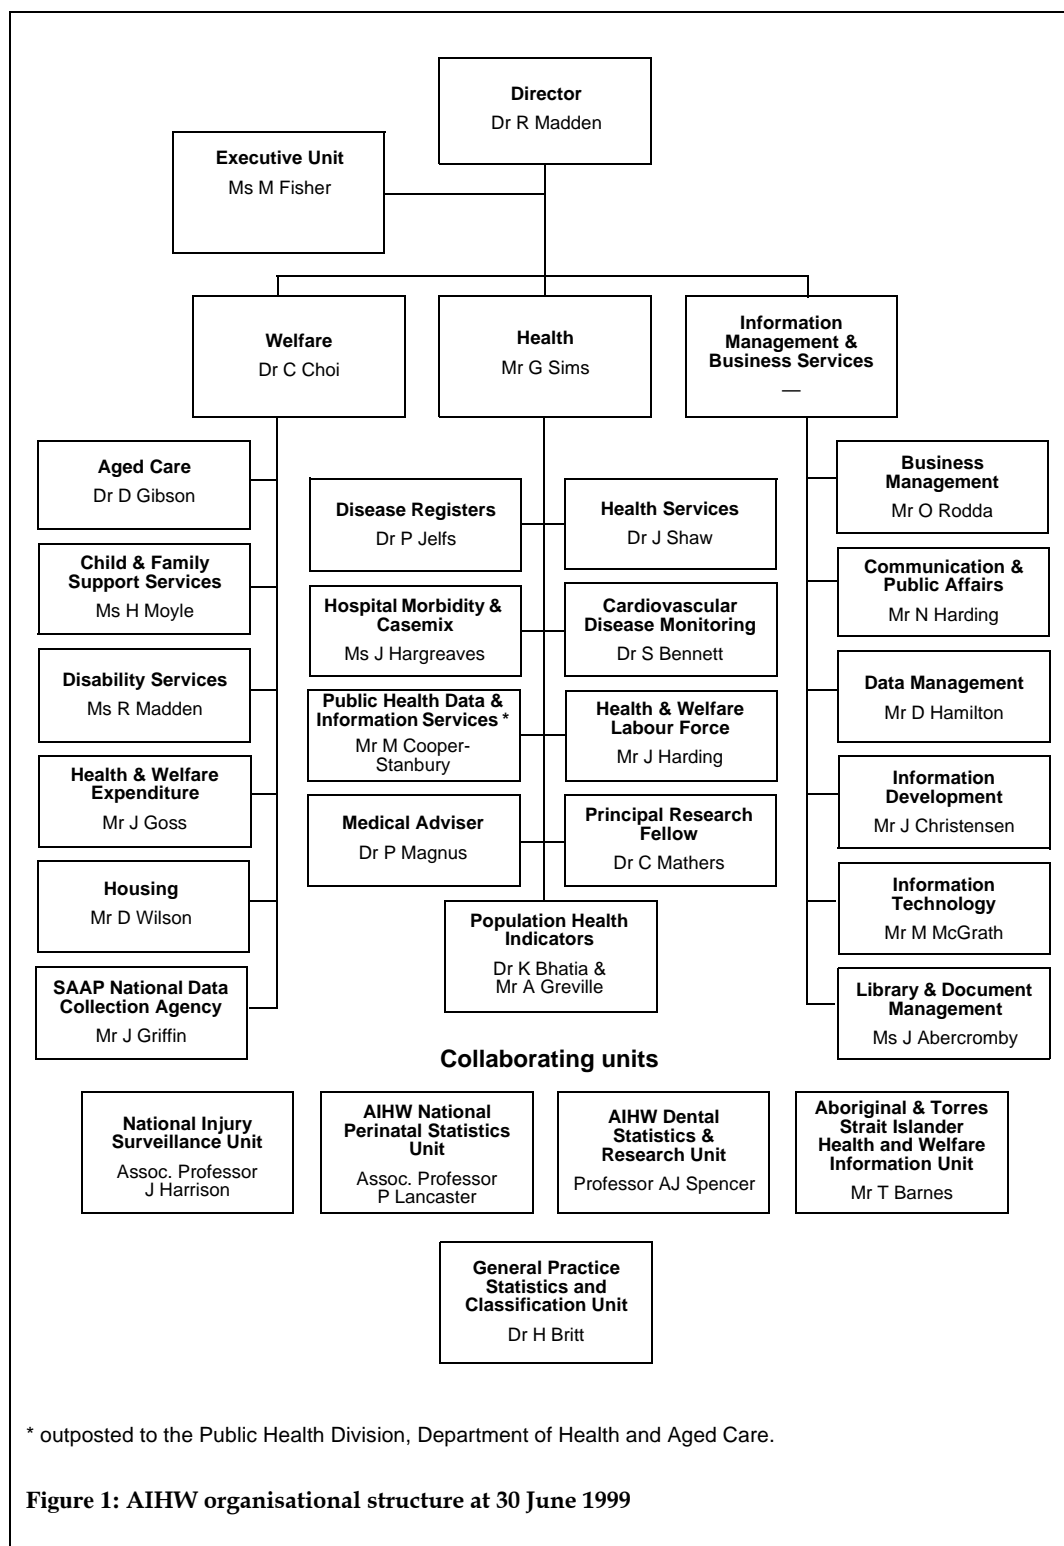 Director
Dr R Madden
Executive Unit
Ms M Fisher
Welfare
Dr C Choi
Health
Mr G Sims
Information
Management &
Business Services
—
Aged Care
Dr D Gibson
Child & Family
Support Services
Ms H Moyle
Disability Services
Ms R Madden
Health & Welfare
Expenditure
Mr J Goss
Housing
Mr D Wilson
SAAP National Data
Collection Agency
Mr J Griffin
Disease Registers
Dr P Jelfs
Health Services
Dr J Shaw
Hospital Morbidity &
Casemix
Ms J Hargreaves
Cardiovascular
Disease Monitoring
Dr S Bennett
Public Health Data &
Information Services *
Mr M Cooper-
Stanbury
Health & Welfare
Labour Force
Mr J Harding
Medical Adviser
Dr P Magnus
Principal Research
Fellow
Dr C Mathers
Population Health
Indicators
Dr K Bhatia &
Mr A Greville
Business
Management
Mr O Rodda
Communication &
Public Affairs
Mr N Harding
Data Management
Mr D Hamilton
Information
Development
Mr J Christensen
Information
Technology
Mr M McGrath
Library & Document
Management
Ms J Abercromby
Collaborating units
National Injury
Surveillance Unit
Assoc. Professor
J Harrison
AIHW National
Perinatal Statistics
Unit
Assoc. Professor
P Lancaster
AIHW Dental
Statistics &
Research Unit
Professor AJ Spencer
Aboriginal & Torres
Strait Islander
Health and Welfare
Information Unit
Mr T Barnes
General Practice
Statistics and
Classification Unit
Dr H Britt
* outposted to the Public Health Division, Department of Health and Aged Care.
Figure 1: AIHW organisational structure at 30 June 1999